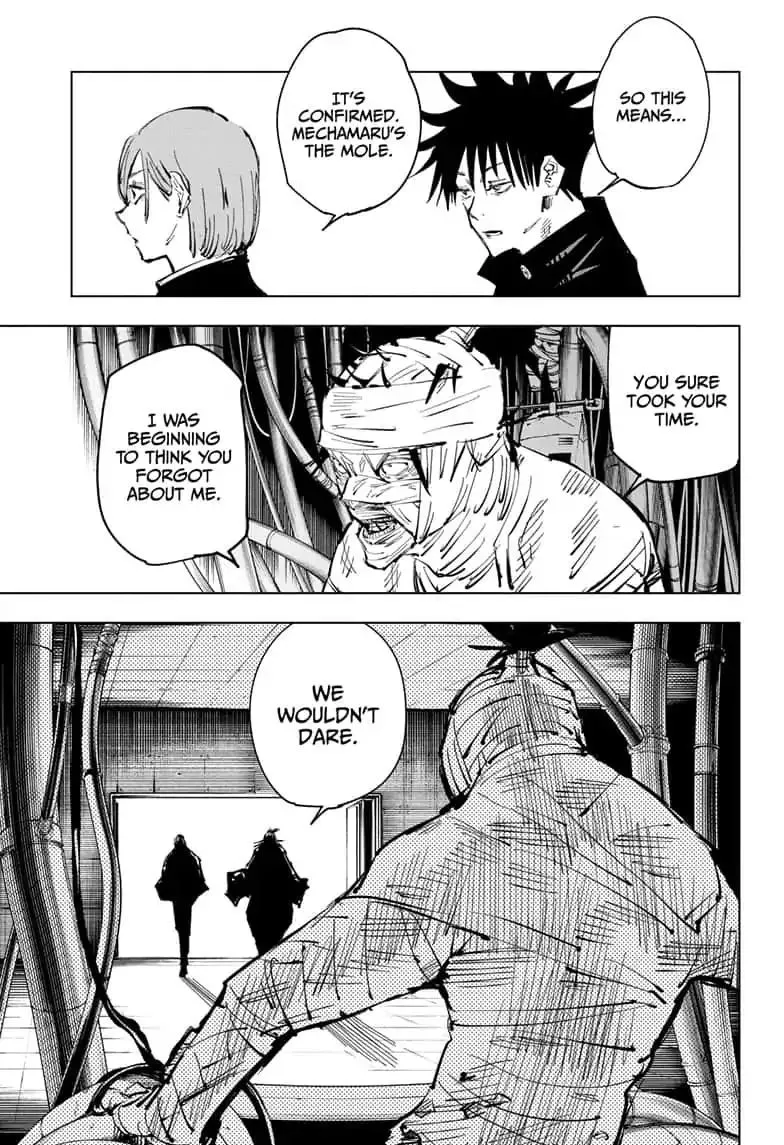 SO THIS
MEANS...
IT'S
CONFIRMED.
MECHAMARU'S
THE MOLE.
YOU SURE
TOOK YOUR
TIME.
I WAS
BEGINNING
TO THINK YOU
FORGOT
ABOUT ME.
WE
WOULDN'T
DARE.